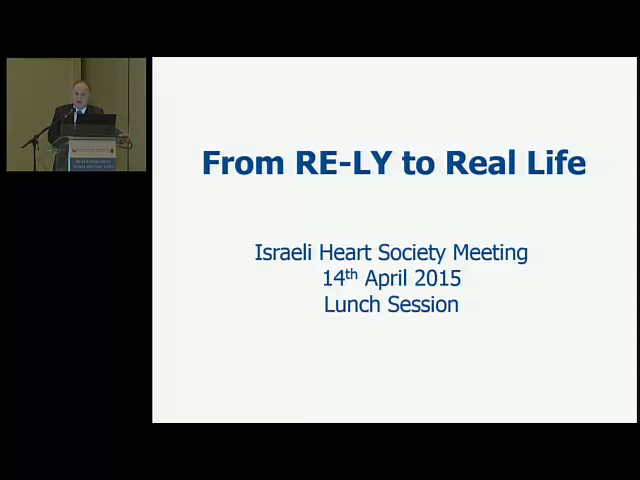 From RE-LY to Real Life
Israeli Heart Society Meeting
14th April 2015
Lunch Session